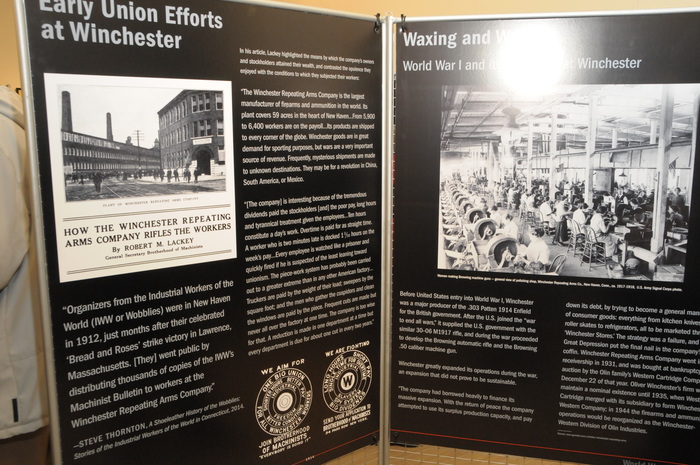 Early Union Efforts
at Winchester
PLANT OF WINCHESTER REPEATING ARMS COMPANY
HOW THE WINCHESTER REPEATING
ARMS COMPANY RIFLES THE WORKERS
By ROBERT M. LACKEY
General Secretary Brotherhood of Machinists
"Organizers from the Industrial Workers of the
World (IWW or Wobblies) were in New Haven
in 1912, just months after their celebrated
'Bread and Roses' strike victory in Lawrence,
Massachusetts. [They] went public by
distributing thousands of copies of the IWW's
Machinist Bulletin to workers at the
Winchester Repeating Arms Company."
—STEVE THORNTON, A Shoeleather History of the Wobblies:
Stories of the Industrial Workers of the World in Connecticut, 2014.
In his article, Lackey highlighted the means by which the company's owners
and stockholders attained their wealth, and contrasted the opulence they
enjoyed with the conditions to which they subjected their workers:
"The Winchester Repeating Arms Company is the largest
manufacturer of firearms and ammunition in the world. Its
plant covers 59 acres in the heart of New Haven...From 5,900
to 6,400 workers are on the payroll...Its products are shipped
to every corner of the globe. Winchester goods are in great
demand for sporting purposes, but wars are a very important
source of revenue. Frequently, mysterious shipments are made
to unknown destinations. They may be for a revolution in China,
South America, or Mexico.
"[The company] is interesting because of the tremendous
dividends paid the stockholders [and] the poor pay, long hours
and tyrannical treatment given the employees...Ten hours
constitute a day's work. Overtime is paid for as straight time.
A worker who is two minutes late is docked 1¼ hours on the
week's pay...Every employee is watched like a prisoner and
quickly fired if he is suspected of the least leaning toward
unionism. The piece-work system has probably been carried
out to a greater extreme than in any other American factory...
Truckers are paid by the weight of their load, sweepers by the
square foot; and the men who gather the cuspidors and clean
the windows are paid by the piece. Frequent cuts are made but
never all over the factory at one time. The company is too wise
for that. A reduction is made in one department at a time but
every department is due for about one cut in every two years."
WE AIM FOR
JOIN BROTHERHOOD
OF MACHINISTS
WE ARE FIGHTING
W
SEND YOUR APPLICATION TO
BROTHERHOOD OF MACHINISTS
Waxing and W
World War I and at Winchester
Before United States entry into World War I, Winchester
was a major producer of the .303 Pattern 1914 Enfield
for the British government. After the U.S. joined the "war
to end all wars," it supplied the U.S. government with the
similar 30-06 M1917 rifle, and during the war proceeded
to develop the Browning automatic rifle and the Browning
.50 caliber machine gun.
Winchester greatly expanded its operations during the war,
an expansion that did not prove to be sustainable.
"The company had borrowed heavily to finance its
massive expansion. With the return of peace the company
attempted to use its surplus production capacity, and pay
down its debt, by trying to become a general man
of consumer goods: everything from kitchen knives
roller skates to refrigerators, all to be marketed
'Winchester Stores.' The strategy was a failure, and
Great Depression put the final nail in the company
coffin. Winchester Repeating Arms Company went i
receivership in 1931, and was bought at bankruptcy
auction by the Olin family's Western Cartridge Com
December 22 of that year. Oliver Winchester's firm w
maintain a nominal existence until 1935, when West
Cartridge merged with its subsidiary to form Winches
Western Company; in 1944 the firearms and ammun
operations would be reorganized as the Winchester-
Western Division of Olin Industries.